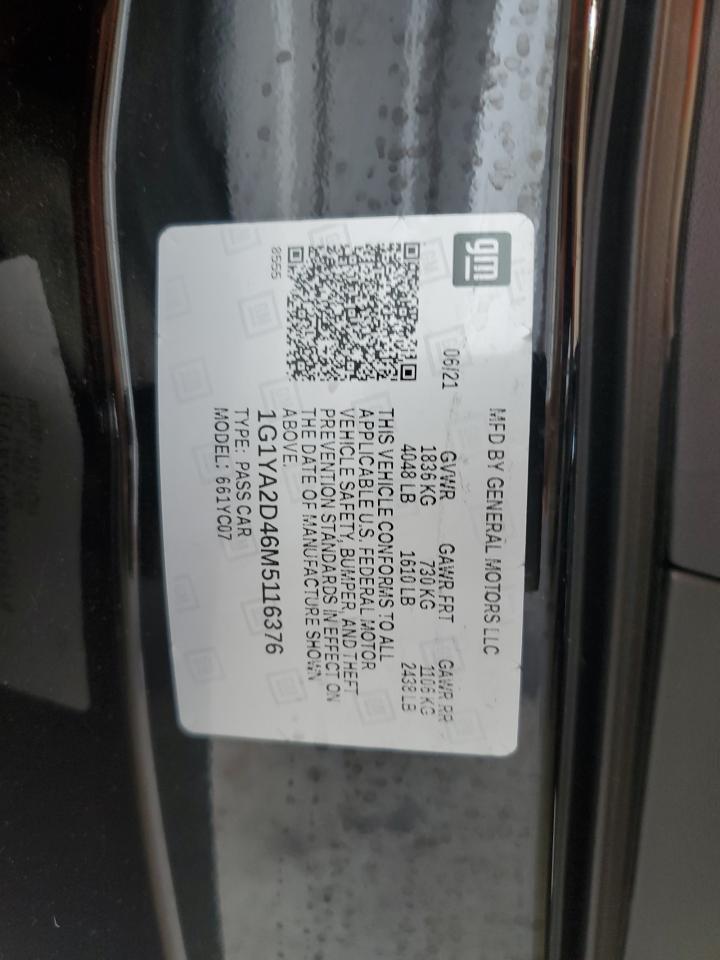 gm
MFD BY GENERAL MOTORS LLC
06/21 GVWR GAWR FRT GAWR RR
1836 KG 730 KG 1106 KG
4048 LB 1610 LB 2438 LB
THIS VEHICLE CONFORMS TO ALL
APPLICABLE U.S. FEDERAL MOTOR
VEHICLE SAFETY, BUMPER, AND THEFT
PREVENTION STANDARDS IN EFFECT ON
THE DATE OF MANUFACTURE SHOWN
ABOVE.
8555
1G1YA2D46M5116376
TYPE: PASS CAR
MODEL: 661YC07